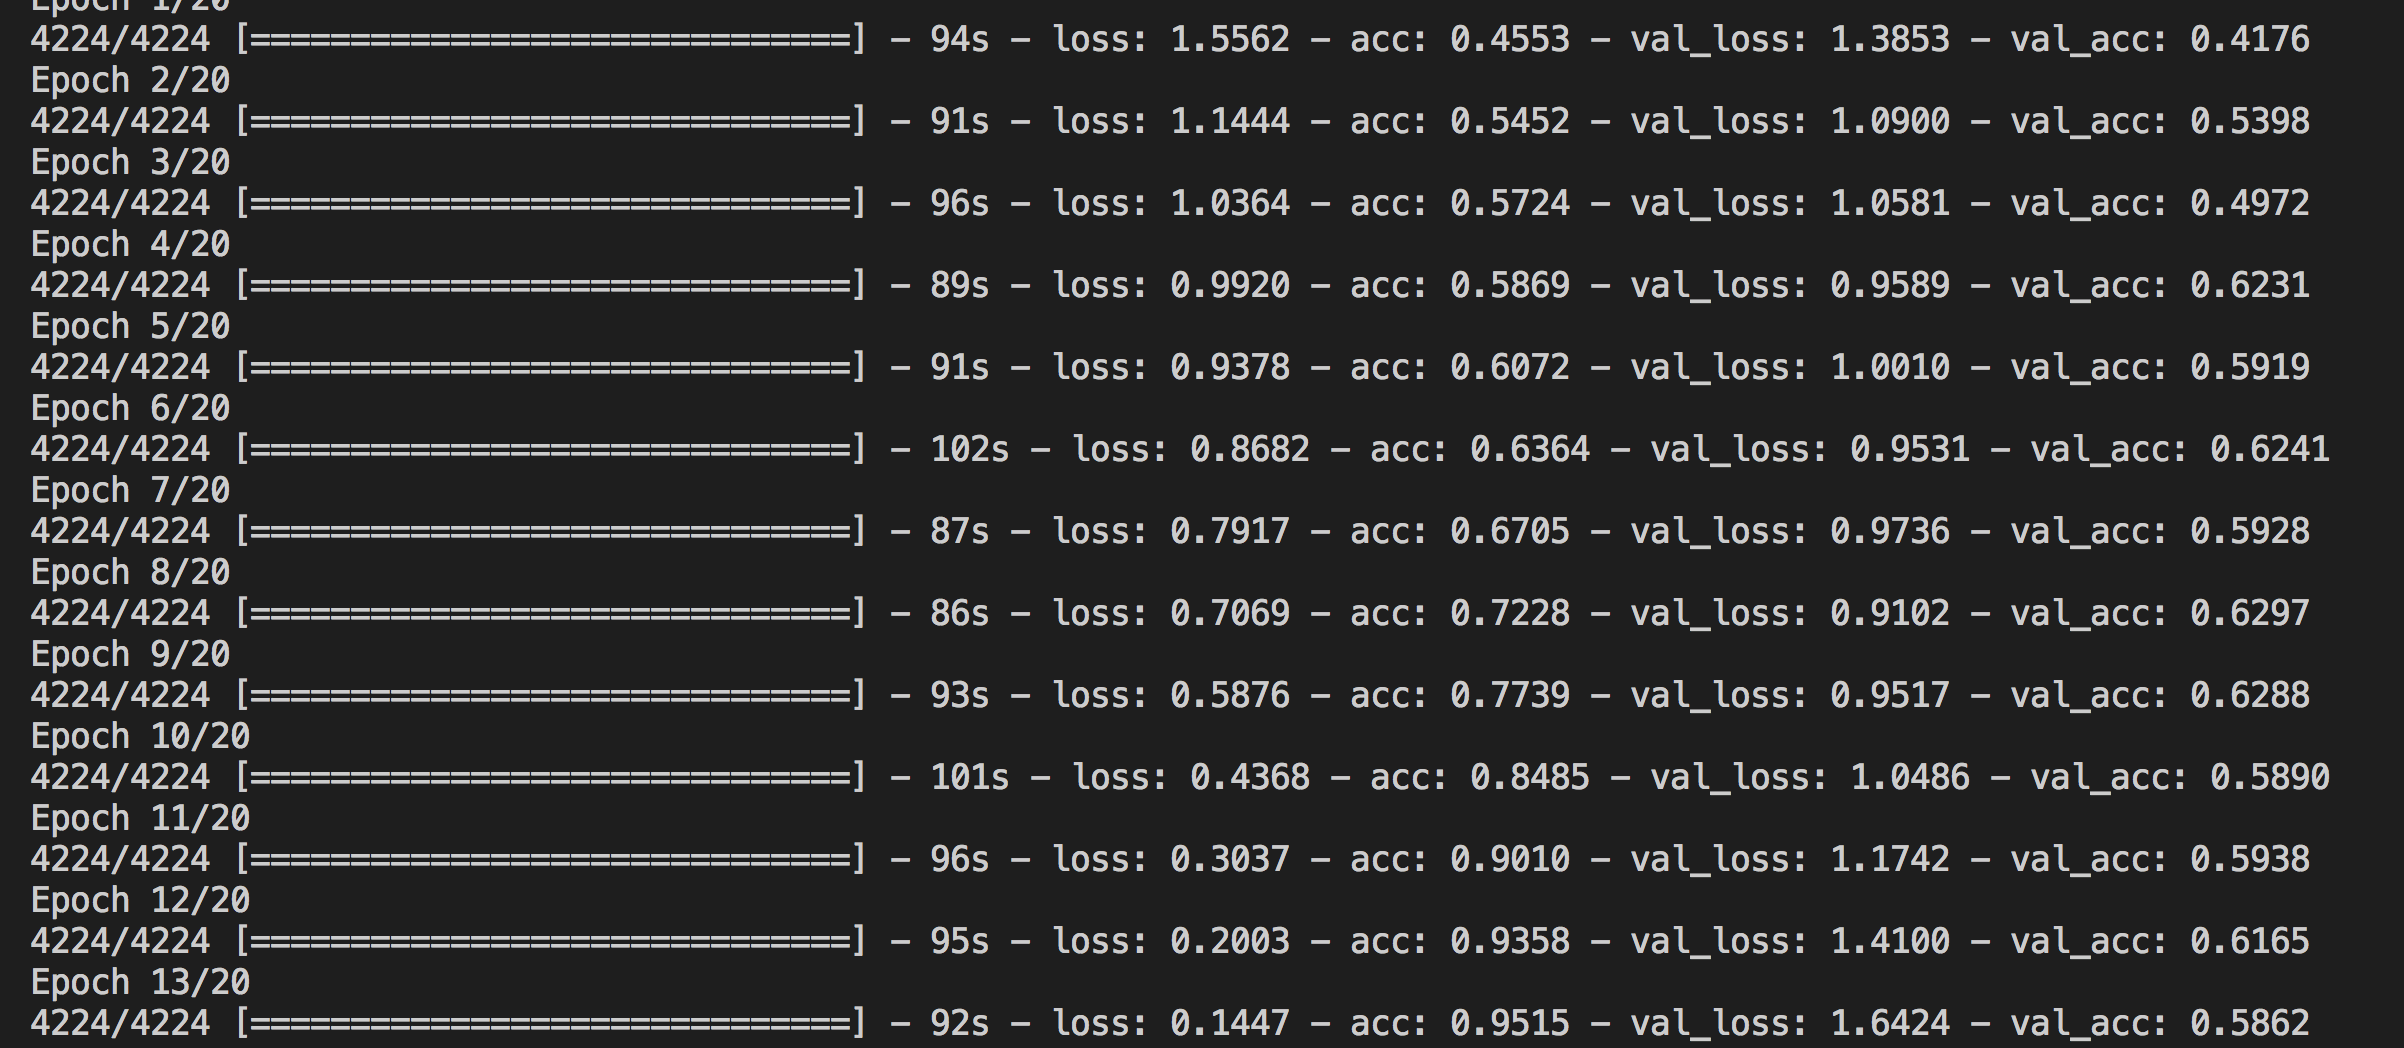 Epoch 1/20
4224/4224 [==============================] - 94s - loss: 1.5562 - acc: 0.4553 - val_loss: 1.3853 - val_acc: 0.4176
Epoch 2/20
4224/4224 [==============================] - 91s - loss: 1.1444 - acc: 0.5452 - val_loss: 1.0900 - val_acc: 0.5398
Epoch 3/20
4224/4224 [==============================] - 96s - loss: 1.0364 - acc: 0.5724 - val_loss: 1.0581 - val_acc: 0.4972
Epoch 4/20
4224/4224 [==============================] - 89s - loss: 0.9920 - acc: 0.5869 - val_loss: 0.9589 - val_acc: 0.6231
Epoch 5/20
4224/4224 [==============================] - 91s - loss: 0.9378 - acc: 0.6072 - val_loss: 1.0010 - val_acc: 0.5919
Epoch 6/20
4224/4224 [==============================] - 102s - loss: 0.8682 - acc: 0.6364 - val_loss: 0.9531 - val_acc: 0.6241
Epoch 7/20
4224/4224 [==============================] - 87s - loss: 0.7917 - acc: 0.6705 - val_loss: 0.9736 - val_acc: 0.5928
Epoch 8/20
4224/4224 [==============================] - 86s - loss: 0.7069 - acc: 0.7228 - val_loss: 0.9102 - val_acc: 0.6297
Epoch 9/20
4224/4224 [==============================] - 93s - loss: 0.5876 - acc: 0.7739 - val_loss: 0.9517 - val_acc: 0.6288
Epoch 10/20
4224/4224 [==============================] - 101s - loss: 0.4368 - acc: 0.8485 - val_loss: 1.0486 - val_acc: 0.5890
Epoch 11/20
4224/4224 [==============================] - 96s - loss: 0.3037 - acc: 0.9010 - val_loss: 1.1742 - val_acc: 0.5938
Epoch 12/20
4224/4224 [==============================] - 95s - loss: 0.2003 - acc: 0.9358 - val_loss: 1.4100 - val_acc: 0.6165
Epoch 13/20
4224/4224 [==============================] - 92s - loss: 0.1447 - acc: 0.9515 - val_loss: 1.6424 - val_acc: 0.5862